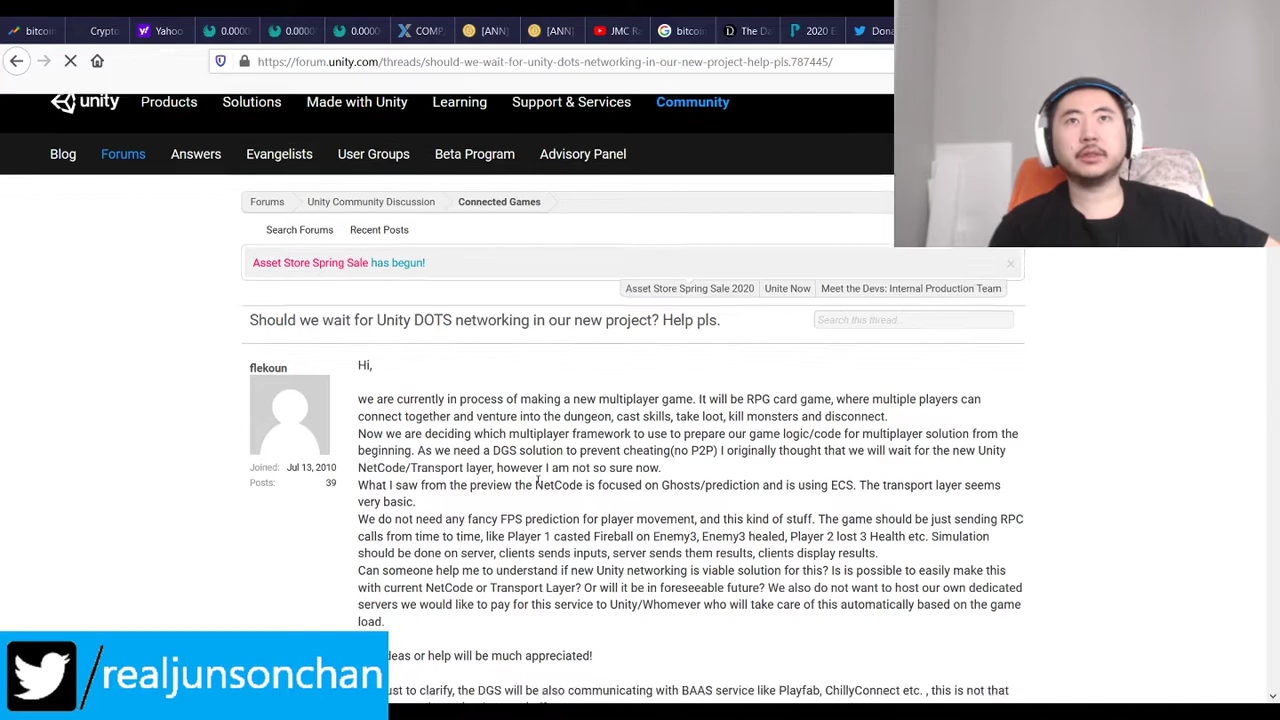 bitcoin
Crypto
Yahoo
0.0000
0.0000
0.0000
COMP
[ANN]
[ANN]
JMC Ra
bitcoin
The Da
2020 E
Dona
https://forum.unity.com/threads/should-we-wait-for-unity-dots-networking-in-our-new-project-help-pls.787445/
unity
Products
Solutions
Made with Unity
Learning
Support & Services
Community
Blog
Forums
Answers
Evangelists
User Groups
Beta Program
Advisory Panel
Forums
Unity Community Discussion
Connected Games
Search Forums
Recent Posts
Asset Store Spring Sale has begun!
Asset Store Spring Sale 2020
Unite Now
Meet the Devs: Internal Production Team
Should we wait for Unity DOTS networking in our new project? Help pls.
Search this thread...
flekoun
Joined: Jul 13, 2010
Posts: 39
Hi,
we are currently in process of making a new multiplayer game. It will be RPG card game, where multiple players can
connect together and venture into the dungeon, cast skills, take loot, kill monsters and disconnect.
Now we are deciding which multiplayer framework to use to prepare our game logic/code for multiplayer solution from the
beginning. As we need a DGS solution to prevent cheating(no P2P) I originally thought that we will wait for the new Unity
NetCode/Transport layer, however I am not so sure now.
What I saw from the preview the NetCode is focused on Ghosts/prediction and is using ECS. The transport layer seems
very basic.
We do not need any fancy FPS prediction for player movement, and this kind of stuff. The game should be just sending RPC
calls from time to time, like Player 1 casted Fireball on Enemy3, Enemy3 healed, Player 2 lost 3 Health etc. Simulation
should be done on server, clients sends inputs, server sends them results, clients display results.
Can someone help me to understand if new Unity networking is viable solution for this? Is is possible to easily make this
with current NetCode or Transport Layer? Or will it be in foreseeable future? We also do not want to host our own dedicated
servers we would like to pay for this service to Unity/Whomever who will take care of this automatically based on the game
load.
deas or help will be much appreciated!
ust to clarify, the DGS will be also communicating with BAAS service like Playfab, ChillyConnect etc. , this is not that
/realjunsonchan